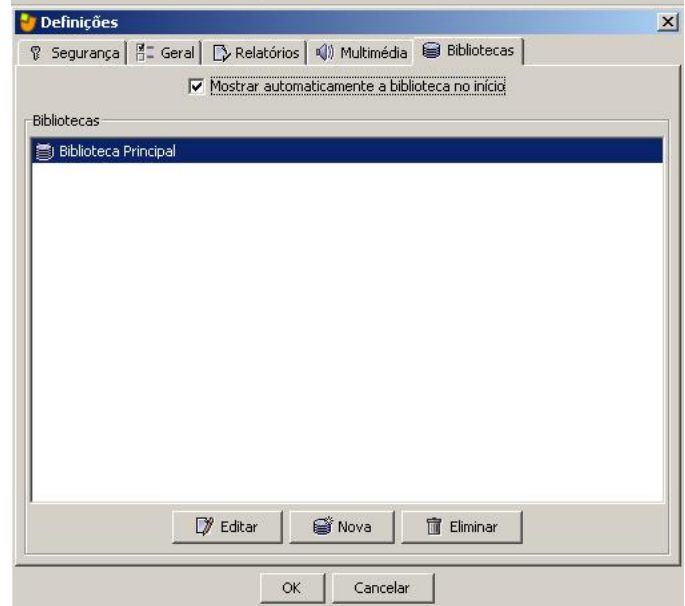 Definições
Segurança Geral Relatórios Multimédia Bibliotecas
Mostrar automaticamente a biblioteca no início
Bibliotecas
Biblioteca Principal
Editar Nova Eliminar
OK Cancelar